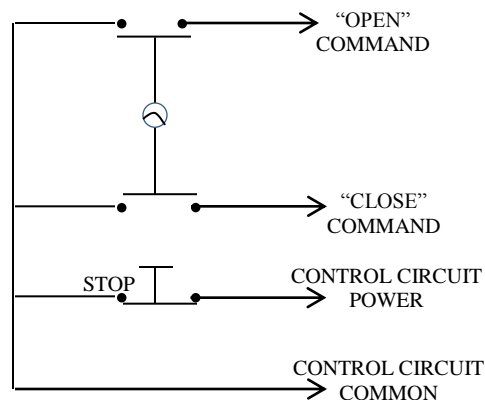 “OPEN”
COMMAND
“CLOSE”
COMMAND
STOP
CONTROL CIRCUIT
POWER
CONTROL CIRCUIT
COMMON